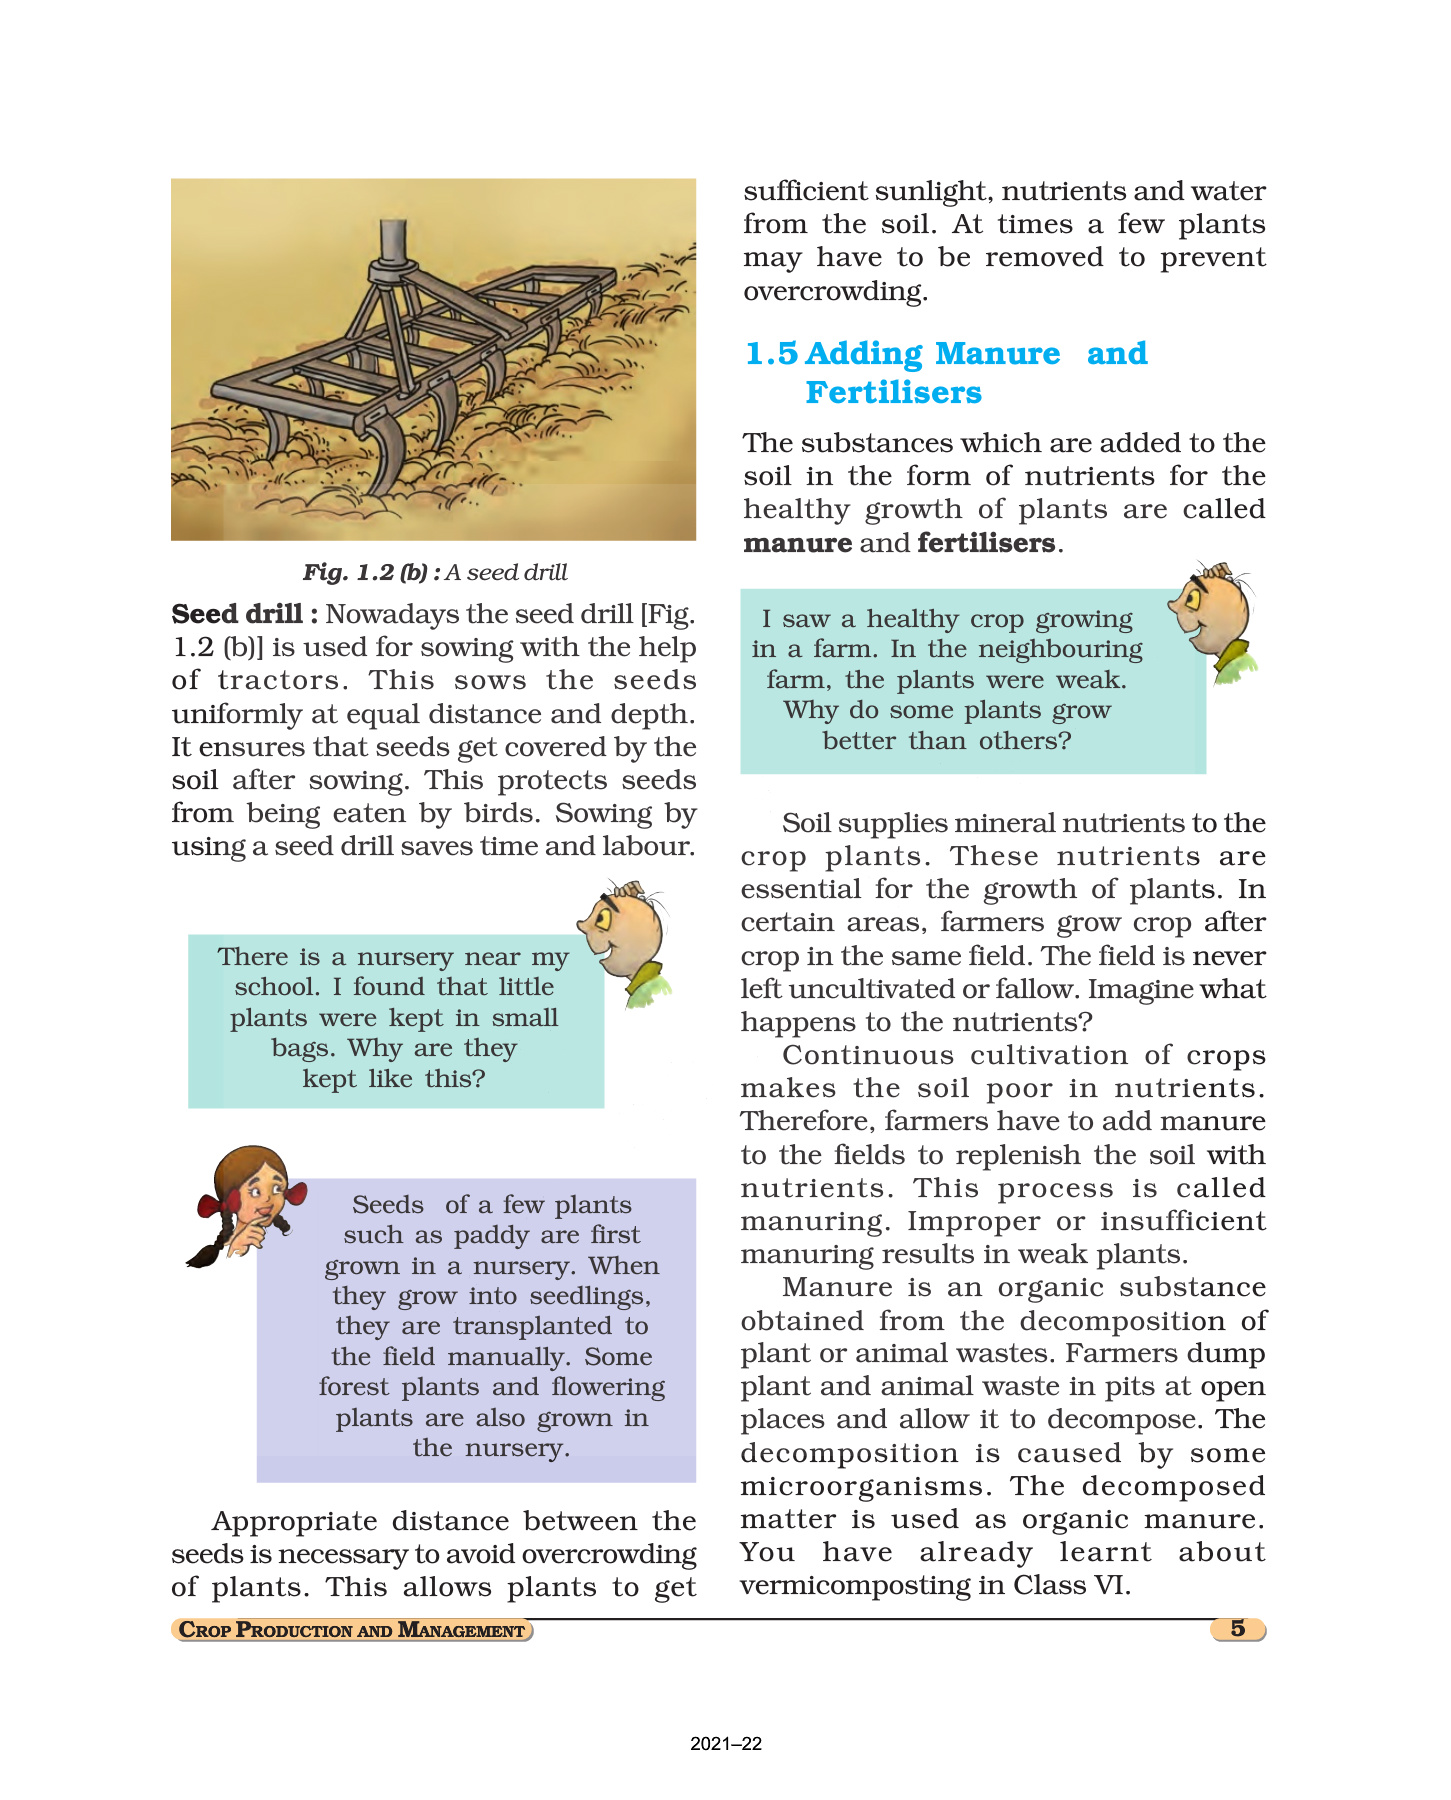 Fig. 1.2 (b) : A seed drill
Seed drill : Nowadays the seed drill [Fig.
1.2 (b)] is used for sowing with the help
of tractors. This sows the seeds
uniformly at equal distance and depth.
It ensures that seeds get covered by the
soil after sowing. This protects seeds
from being eaten by birds. Sowing by
using a seed drill saves time and labour.
There is a nursery near my
school. I found that little
plants were kept in small
bags. Why are they
kept like this?
Seeds of a few plants
such as paddy are first
grown in a nursery. When
they grow into seedlings,
they are transplanted to
the field manually. Some
forest plants and flowering
plants are also grown in
the nursery.
Appropriate distance between the
seeds is necessary to avoid overcrowding
of plants. This allows plants to get
sufficient sunlight, nutrients and water
from the soil. At times a few plants
may have to be removed to prevent
overcrowding.
1.5 Adding Manure and
Fertilisers
The substances which are added to the
soil in the form of nutrients for the
healthy growth of plants are called
manure and fertilisers.
I saw a healthy crop growing
in a farm. In the neighbouring
farm, the plants were weak.
Why do some plants grow
better than others?
Soil supplies mineral nutrients to the
crop plants. These nutrients are
essential for the growth of plants. In
certain areas, farmers grow crop after
crop in the same field. The field is never
left uncultivated or fallow. Imagine what
happens to the nutrients?
Continuous cultivation of crops
makes the soil poor in nutrients.
Therefore, farmers have to add manure
to the fields to replenish the soil with
nutrients. This process is called
manuring. Improper or insufficient
manuring results in weak plants.
Manure is an organic substance
obtained from the decomposition of
plant or animal wastes. Farmers dump
plant and animal waste in pits at open
places and allow it to decompose. The
decomposition is caused by some
microorganisms. The decomposed
matter is used as organic manure.
You have already learnt about
vermicomposting in Class VI.
CROP PRODUCTION AND MANAGEMENT
5
2021–22